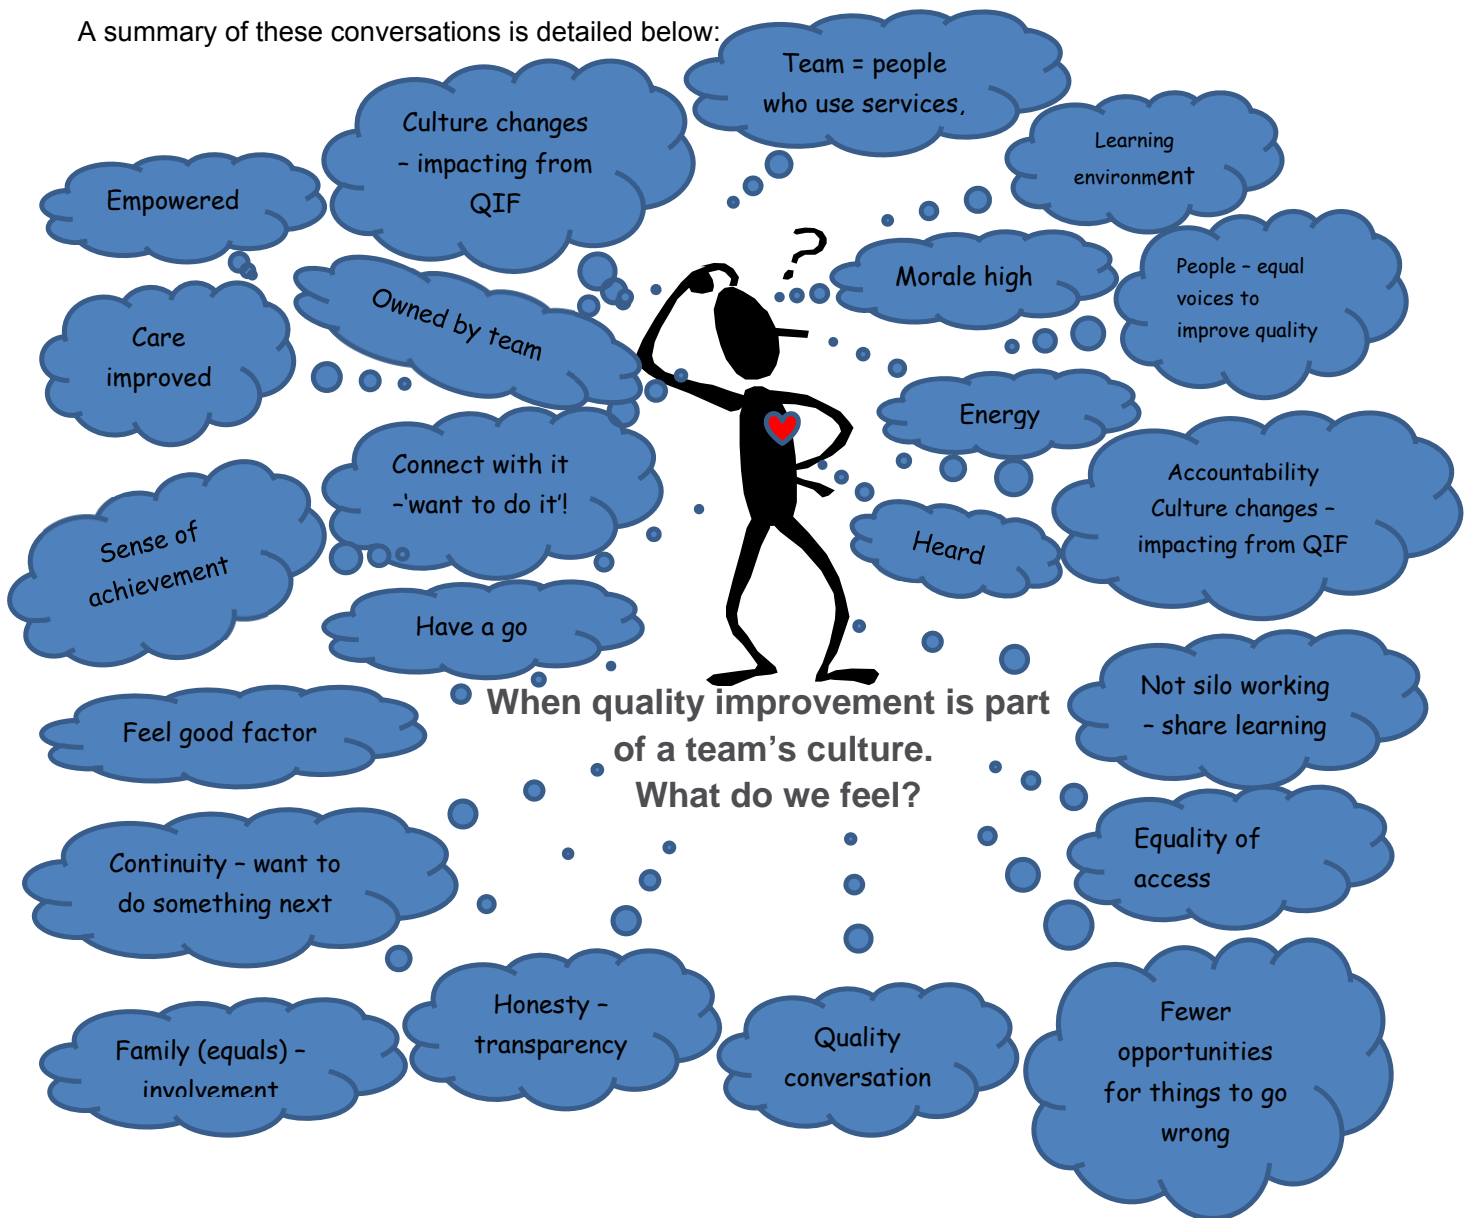 A summary of these conversations is detailed below:
Team = people
who use services,
Culture changes
– impacting from
QIF
Learning
environment
Empowered
Morale high
People – equal
voices to
improve quality
Owned by team
Care
improved
Energy
Connect with it
–‘want to do it’!
Accountability
Culture changes –
impacting from QIF
Sense of
achievement
Heard
Have a go
When quality improvement is part
of a team’s culture.
What do we feel?
Not silo working
– share learning
Feel good factor
Equality of
access
Continuity – want to
do something next
Honesty –
transparency
Quality
conversation
Fewer
opportunities
for things to go
wrong
Family (equals) –
involvement